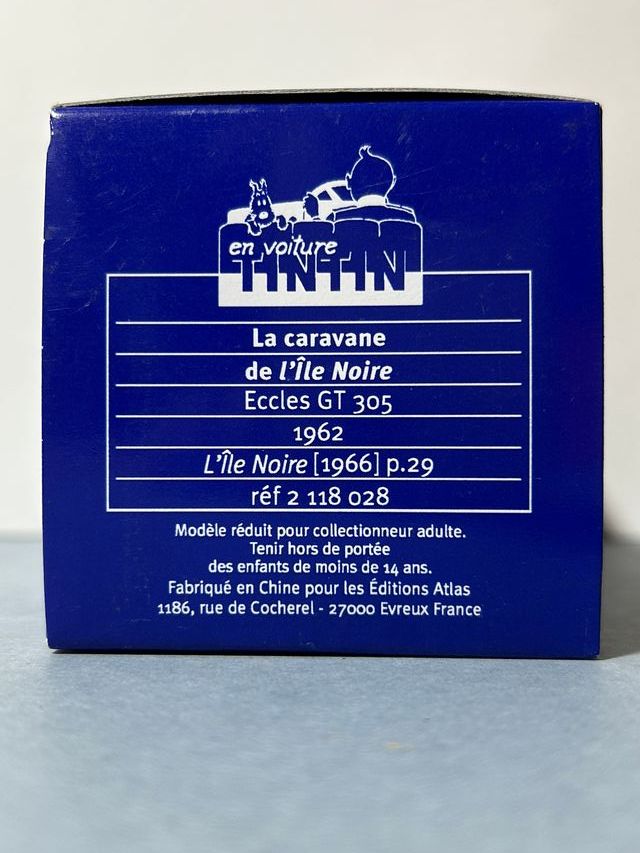 en voiture
TINTIN
La caravane
de l'Île Noire
Eccles GT 305
1962
L'Île Noire [1966] p.29
réf 2 118 028
Modèle réduit pour collectionneur adulte.
Tenir hors de portée
des enfants de moins de 14 ans.
Fabriqué en Chine pour les Éditions Atlas
1186, rue de Cocherel - 27000 Evreux France